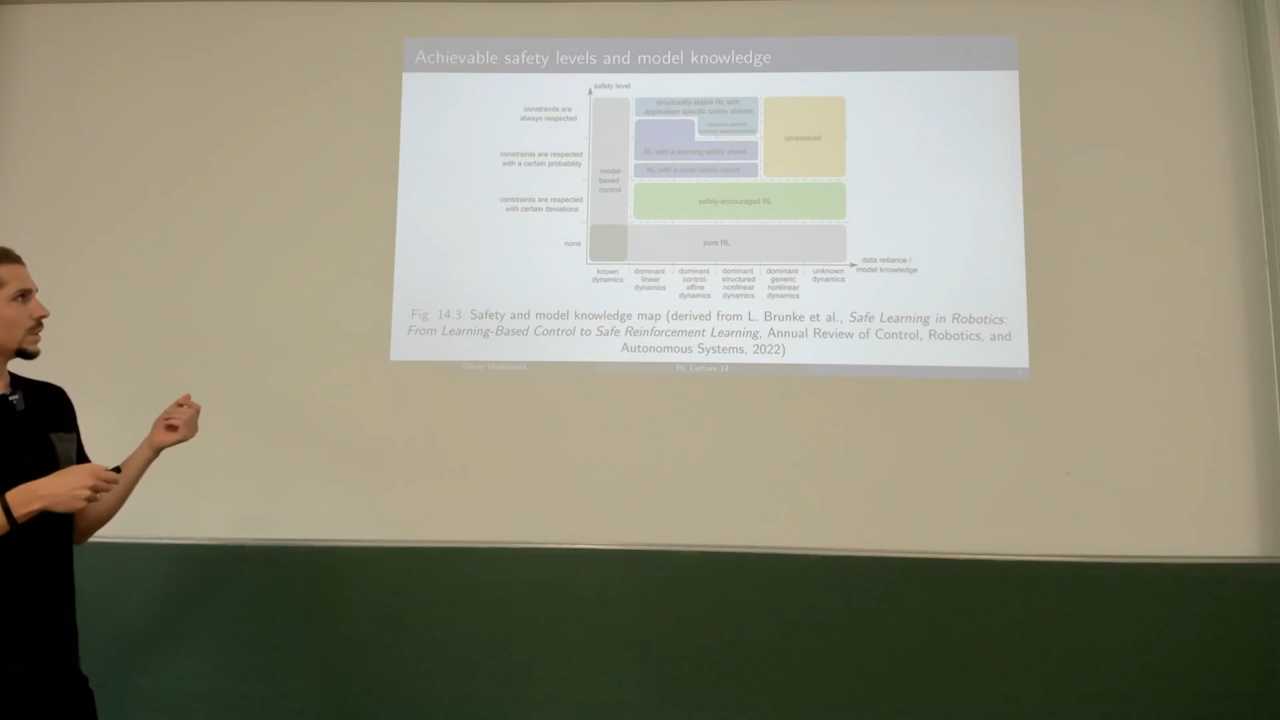 Achievable safety levels and model knowledge
safety level
constraints are
always respected
constraints are respected
with a certain probability
constraints are respected
with certain deviations
none
model-
based
control
structurally stable RL with
application specific safety shields
RL with a learning safety shield
RL with a
safety shield
unresolved
safety-encouraged RL
pure RL
data reliance /
model knowledge
known
dynamics
dominant
linear
dynamics
dominant
control-
affine
dynamics
dominant
structured
nonlinear
dynamics
dominant
generic
nonlinear
dynamics
unknown
dynamics
Fig. 14.3: Safety and model knowledge map (derived from L. Brunke et al., Safe Learning in Robotics:
From Learning-Based Control to Safe Reinforcement Learning, Annual Review of Control, Robotics, and
Autonomous Systems, 2022)
RL Lecture 14